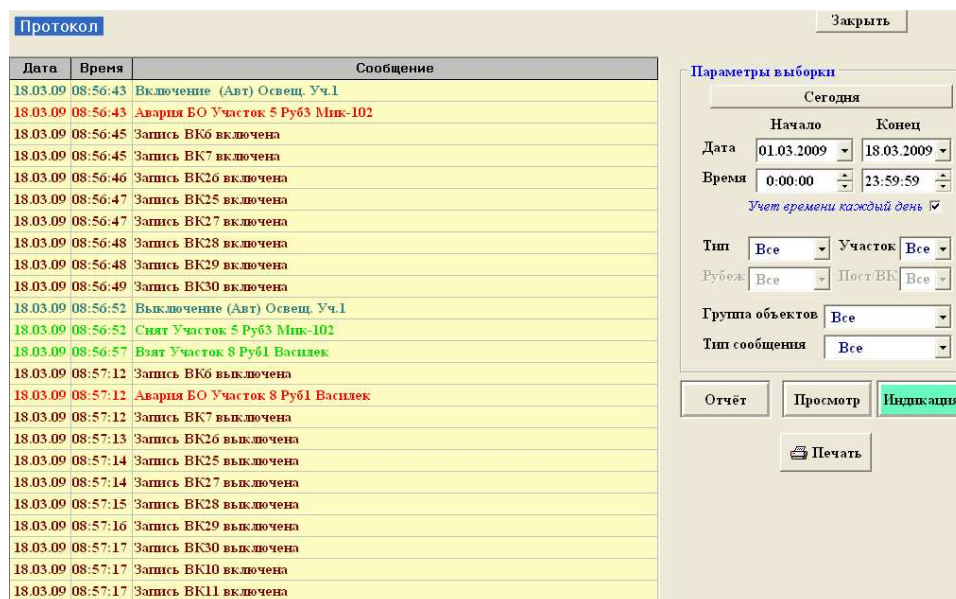 Протокол
Закрыть
Дата Время Сообщение
18.03.09 08:56:43 Включение (Авт) Освещ. Уч.1
18.03.09 08:56:43 Авария БО Участок 5 Руб3 Мик-102
18.03.09 08:56:45 Запись ВК6 включена
18.03.09 08:56:45 Запись ВК7 включена
18.03.09 08:56:46 Запись ВК26 включена
18.03.09 08:56:47 Запись ВК25 включена
18.03.09 08:56:47 Запись ВК27 включена
18.03.09 08:56:48 Запись ВК28 включена
18.03.09 08:56:48 Запись ВК29 включена
18.03.09 08:56:49 Запись ВК30 включена
18.03.09 08:56:52 Выключение (Авт) Освещ. Уч.1
18.03.09 08:56:52 Снят Участок 5 Руб3 Мик-102
18.03.09 08:56:57 Взят Участок 8 Руб1 Василек
18.03.09 08:57:12 Запись ВК6 выключена
18.03.09 08:57:12 Авария БО Участок 8 Руб1 Василек
18.03.09 08:57:12 Запись ВК7 выключена
18.03.09 08:57:13 Запись ВК26 выключена
18.03.09 08:57:14 Запись ВК25 выключена
18.03.09 08:57:14 Запись ВК27 выключена
18.03.09 08:57:15 Запись ВК28 выключена
18.03.09 08:57:16 Запись ВК29 выключена
18.03.09 08:57:17 Запись ВК30 выключена
18.03.09 08:57:17 Запись ВК10 включена
18.03.09 08:57:17 Запись ВК11 включена
Параметры выборки
Сегодня
Начало Конец
Дата 01.03.2009 18.03.2009
Время 0:00:00 23:59:59
Учет времени каждый день
Тип Все Участок Все
Рубеж Все Пост/ВК Все
Группа объектов Все
Тип сообщения Все
Отчёт Просмотр Индикация
Печать